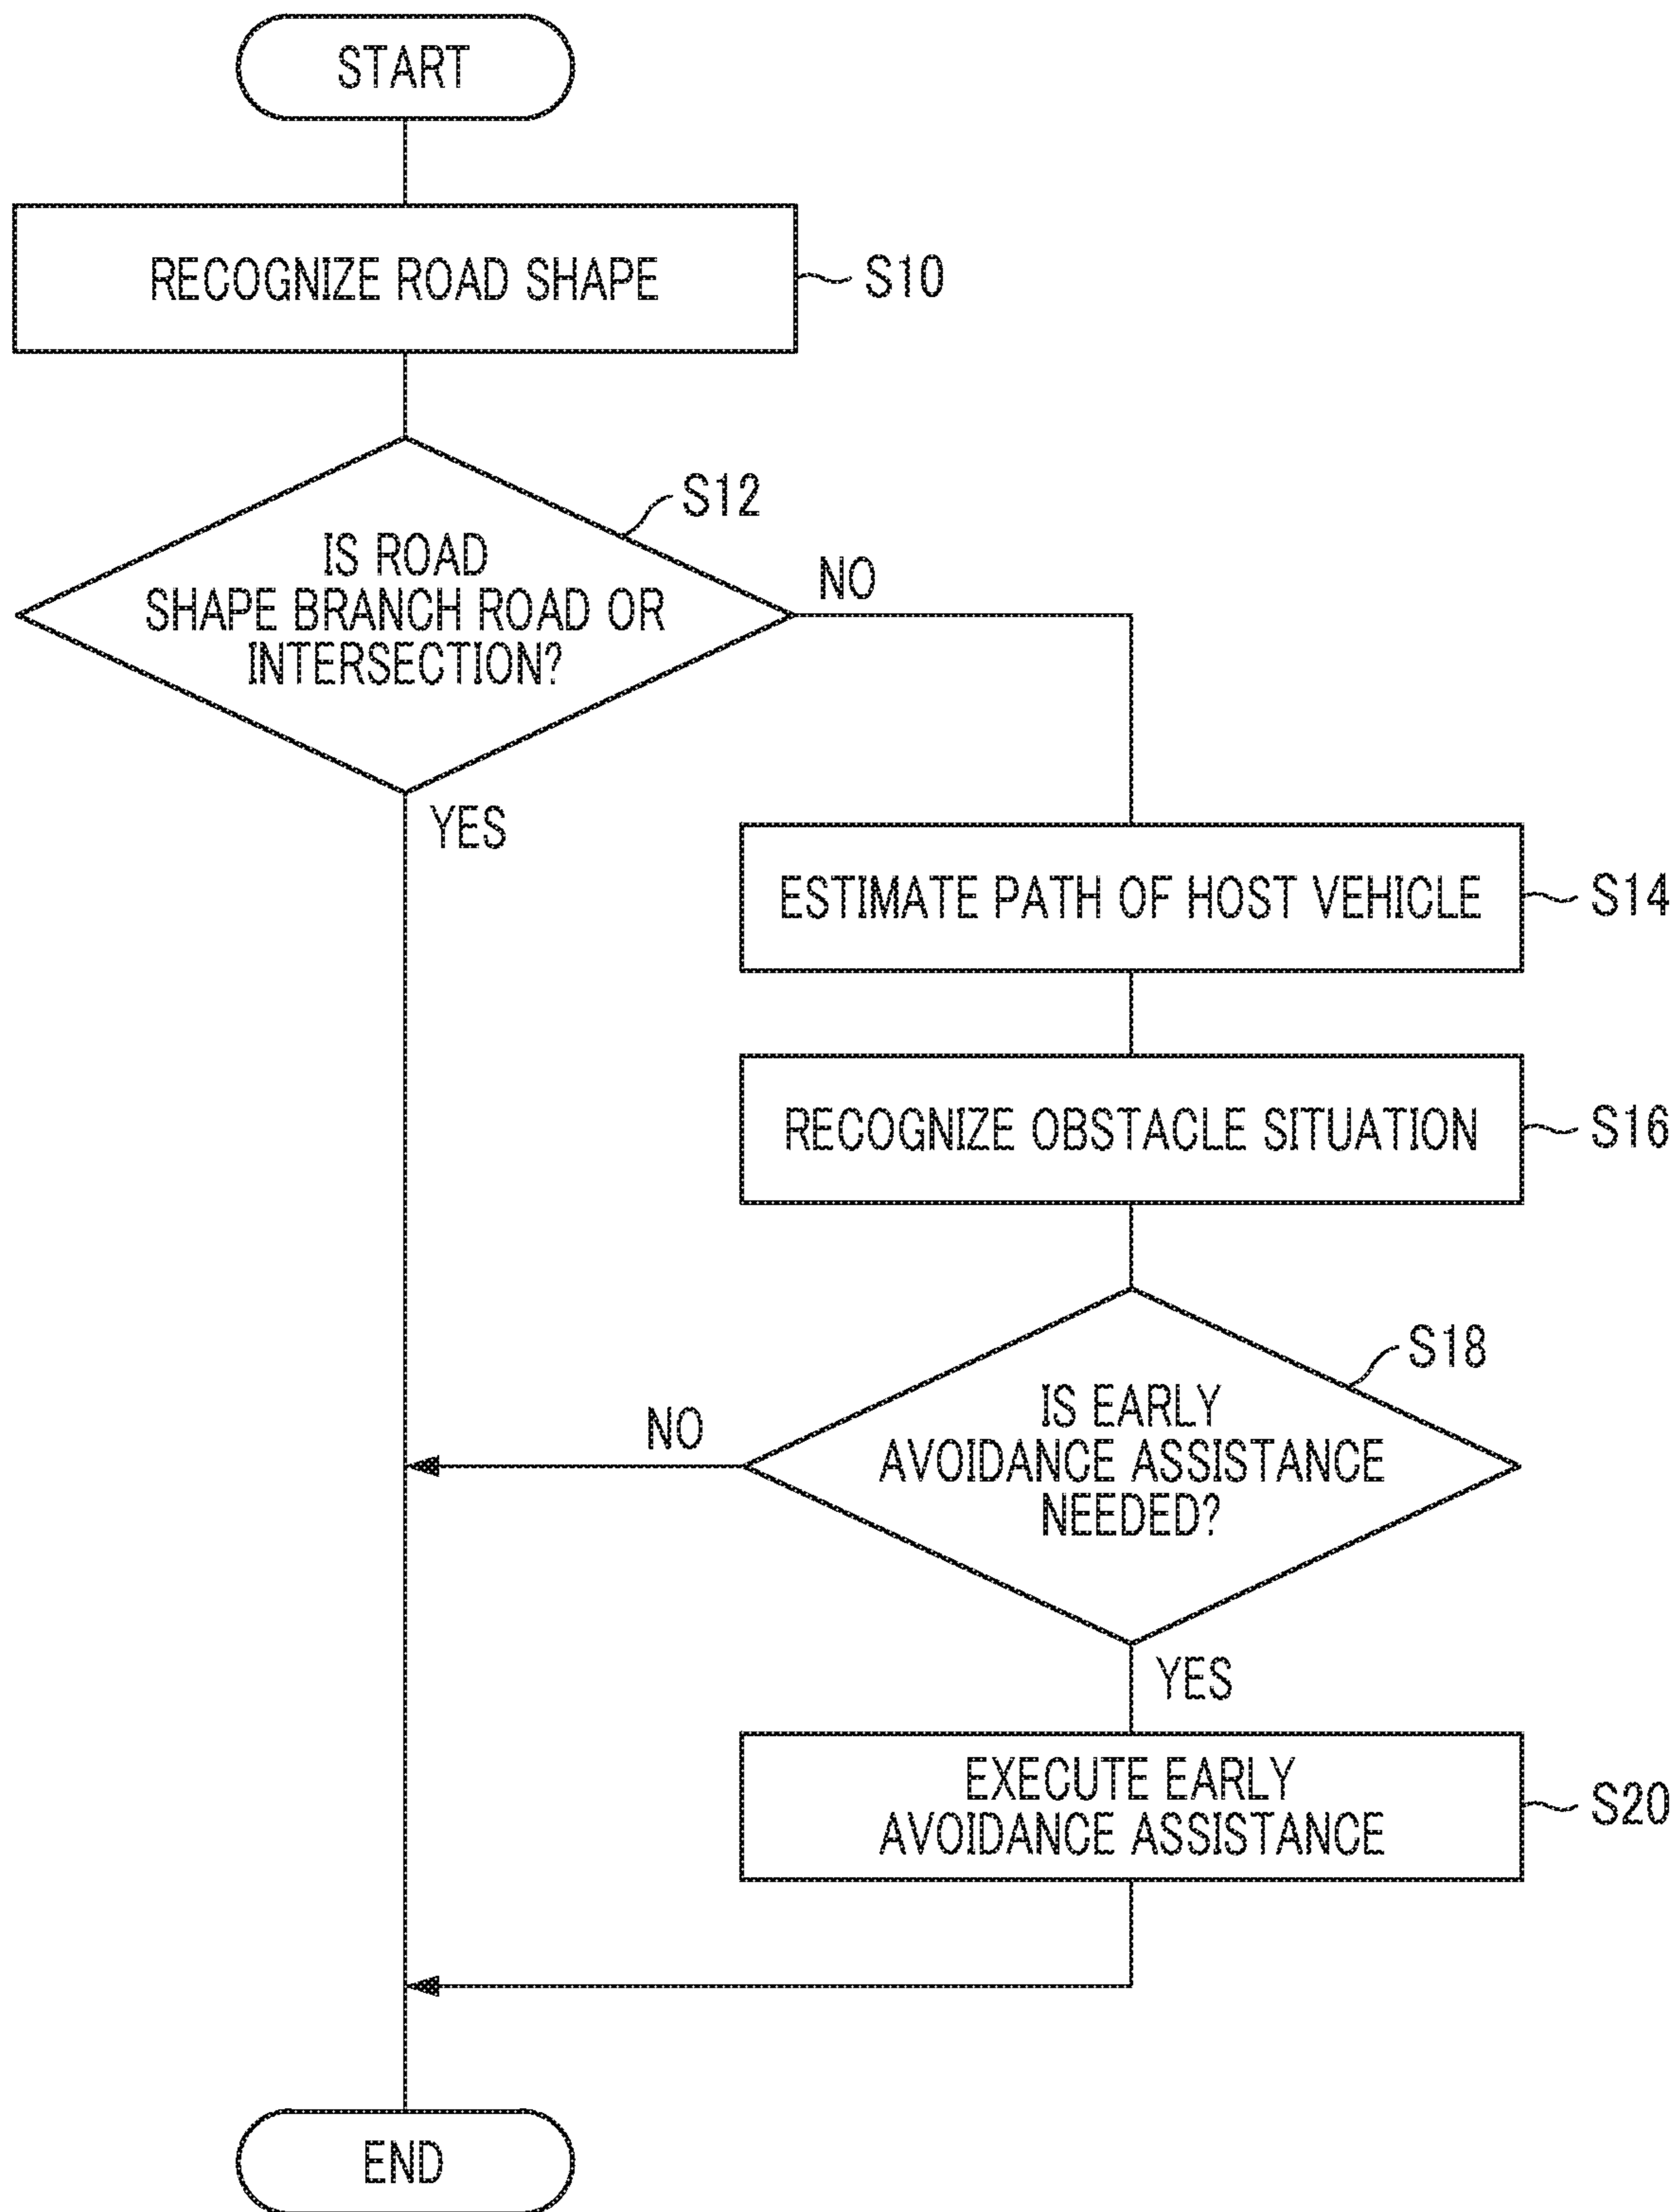 START
RECOGNIZE ROAD SHAPE
S10
S12
IS ROAD
SHAPE BRANCH ROAD OR
INTERSECTION?
NO
YES
ESTIMATE PATH OF HOST VEHICLE
S14
RECOGNIZE OBSTACLE SITUATION
S16
S18
IS EARLY
AVOIDANCE ASSISTANCE
NEEDED?
NO
YES
EXECUTE EARLY
AVOIDANCE ASSISTANCE
S20
END